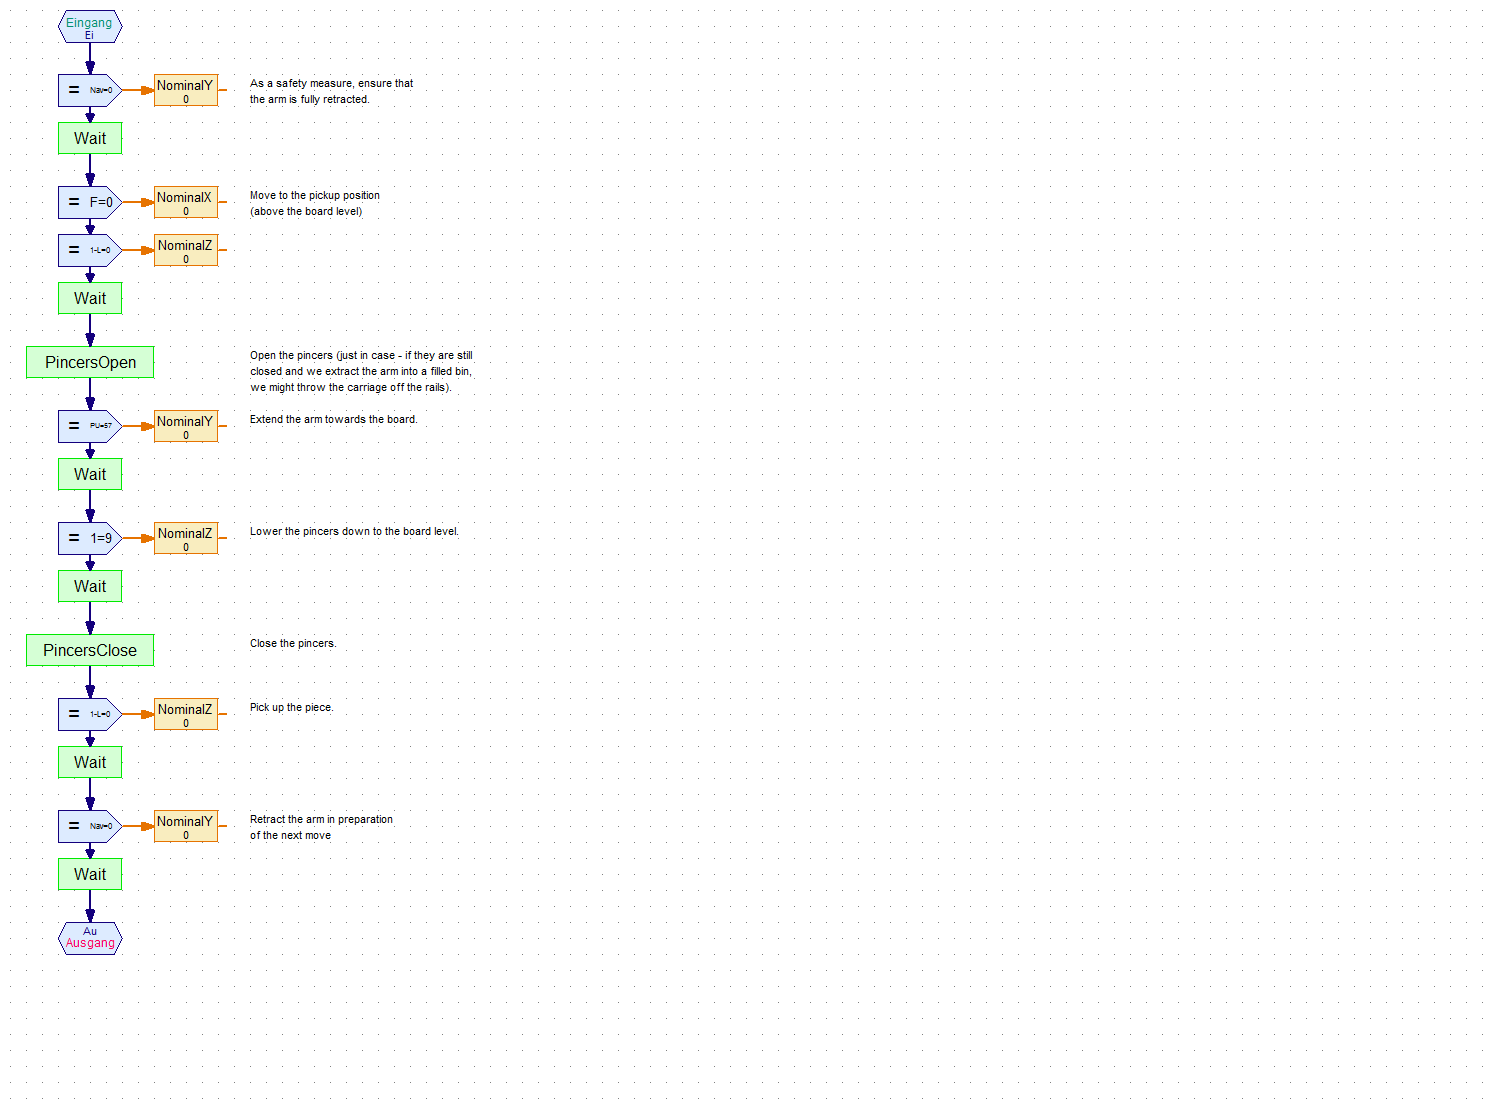 Eingang
Ei
= Nav=0
NominalY
0
As a safety measure, ensure that
the arm is fully retracted.
Wait
= F=0
NominalX
0
Move to the pickup position
(above the board level)
= 1-L=0
NominalZ
0
Wait
PincersOpen
Open the pincers (just in case - if they are still
closed and we extract the arm into a filled bin,
we might throw the carriage off the rails).
= PU=57
NominalY
0
Extend the arm towards the board.
Wait
= 1=9
NominalZ
0
Lower the pincers down to the board level.
Wait
PincersClose
Close the pincers.
= 1-L=0
NominalZ
0
Pick up the piece.
Wait
= Nav=0
NominalY
0
Retract the arm in preparation
of the next move
Wait
Au
Ausgang